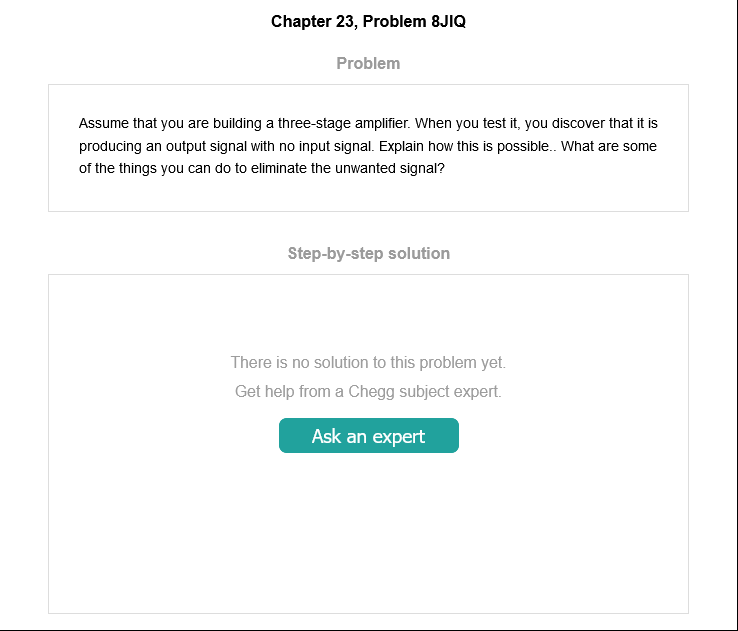 Chapter 23, Problem 8JIQ
Problem
Assume that you are building a three-stage amplifier. When you test it, you discover that it is
producing an output signal with no input signal. Explain how this is possible.. What are some
of the things you can do to eliminate the unwanted signal?
Step-by-step solution
There is no solution to this problem yet.
Get help from a Chegg subject expert.
Ask an expert